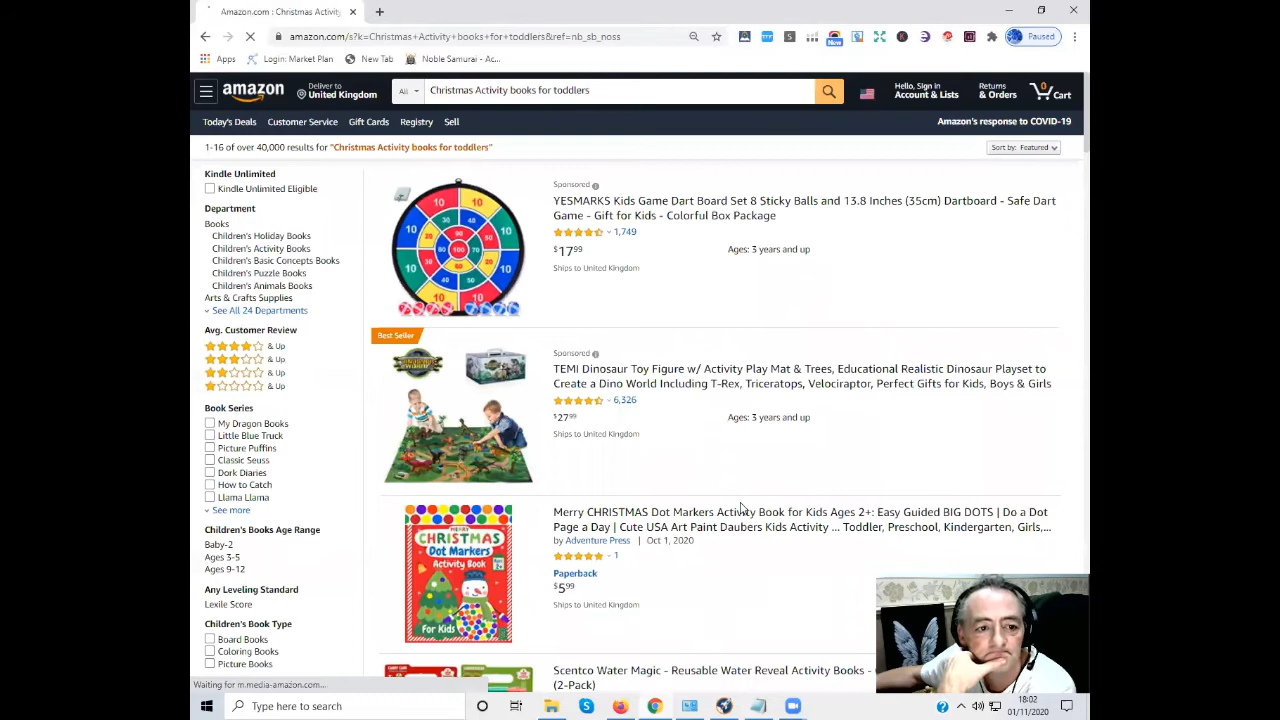 Amazon.com : Christmas Activity
amazon.com/s?k=Christmas+Activity+books+for+toddlers&ref=nb_sb_noss
New
Paused
Apps
Login: Market Plan
New Tab
Noble Samurai - Ac...
amazon
Deliver to
United Kingdom
All
Christmas Activity books for toddlers
Hello, Sign in
Account & Lists
Returns
& Orders
0
Cart
Today's Deals
Customer Service
Gift Cards
Registry
Sell
Amazon's response to COVID-19
1-16 of over 40,000 results for "Christmas Activity books for toddlers"
Sort by: Featured
Kindle Unlimited
Kindle Unlimited Eligible
Department
Books
Children's Holiday Books
Children's Activity Books
Children's Basic Concepts Books
Children's Puzzle Books
Children's Animals Books
Arts & Crafts Supplies
See All 24 Departments
Avg. Customer Review
& Up
& Up
& Up
& Up
Book Series
My Dragon Books
Little Blue Truck
Picture Puffins
Classic Seuss
Dork Diaries
How to Catch
Llama Llama
See more
Children's Books Age Range
Baby-2
Ages 3-5
Ages 9-12
Any Leveling Standard
Lexile Score
Children's Book Type
Board Books
Coloring Books
Picture Books
Sponsored
YESMARKS Kids Game Dart Board Set 8 Sticky Balls and 13.8 Inches (35cm) Dartboard - Safe Dart
Game - Gift for Kids - Colorful Box Package
1,749
$1799
Ages: 3 years and up
Ships to United Kingdom
Best Seller
Sponsored
TEMI Dinosaur Toy Figure w/ Activity Play Mat & Trees, Educational Realistic Dinosaur Playset to
Create a Dino World Including T-Rex, Triceratops, Velociraptor, Perfect Gifts for Kids, Boys & Girls
6,326
$2799
Ages: 3 years and up
Ships to United Kingdom
MERRY
CHRISTMAS
Dot Markers
Activity Book
For Kids
Merry CHRISTMAS Dot Markers Activity Book for Kids Ages 2+: Easy Guided BIG DOTS | Do a Dot
Page a Day | Cute USA Art Paint Daubers Kids Activity ... Toddler, Preschool, Kindergarten, Girls,...
by Adventure Press | Oct 1, 2020
1
Paperback
$599
Ships to United Kingdom
Scentco Water Magic - Reusable Water Reveal Activity Books -
(2-Pack)
Waiting for m.media-amazon.com...
Type here to search
18:02
01/11/2020